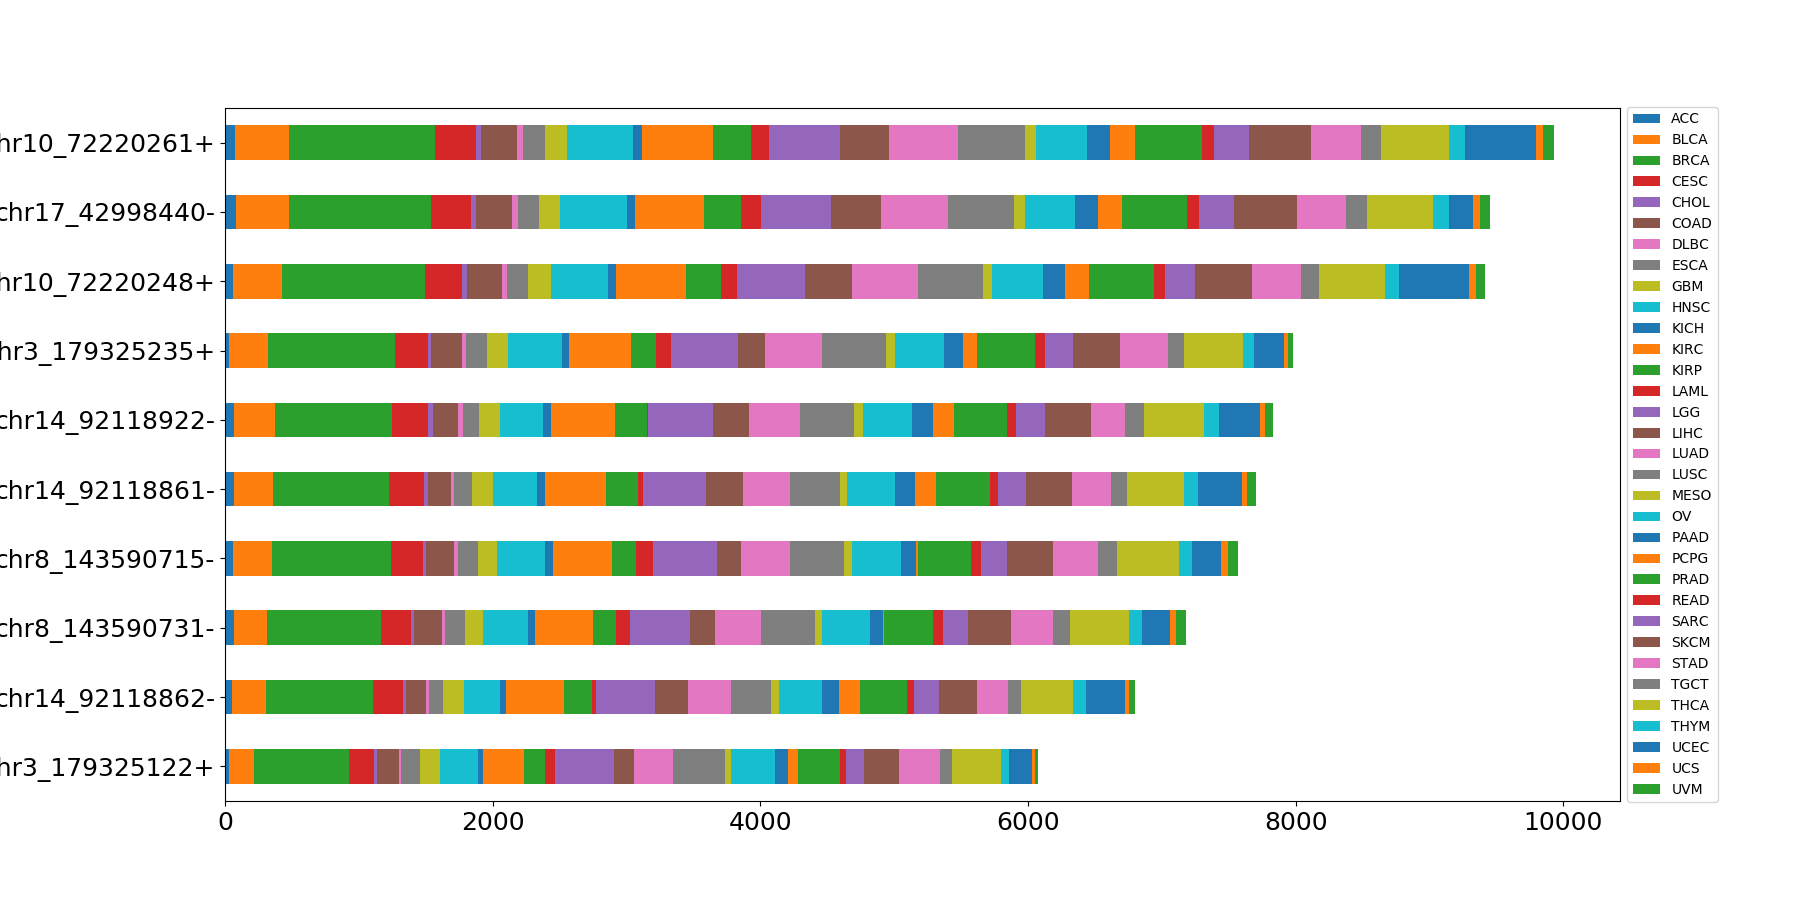 hr10_72220261+
chr17_42998440-
hr10_72220248+
hr3_179325235+
chr14_92118922-
chr14_92118861-
chr8_143590715-
chr8_143590731-
chr14_92118862-
hr3_179325122+
0 2000 4000 6000 8000 10000
ACC
BLCA
BRCA
CESC
CHOL
COAD
DLBC
ESCA
GBM
HNSC
KICH
KIRC
KIRP
LAML
LGG
LIHC
LUAD
LUSC
MESO
OV
PAAD
PCPG
PRAD
READ
SARC
SKCM
STAD
TGCT
THCA
THYM
UCEC
UCS
UVM